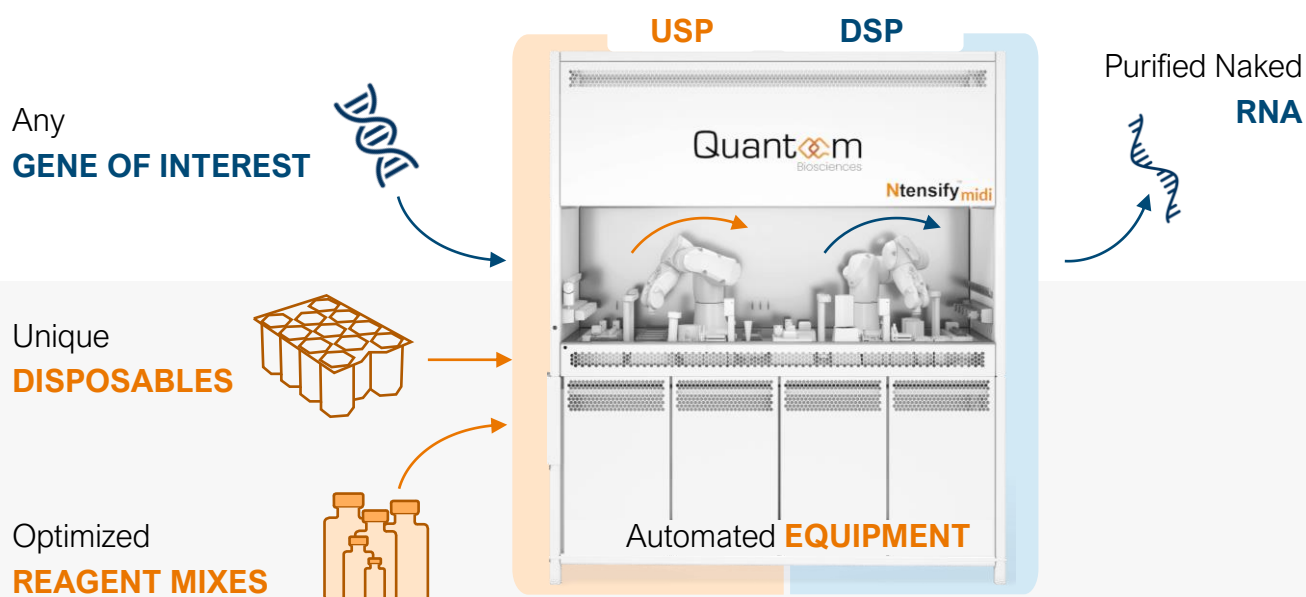 USP
DSP
Purified Naked
RNA
Any
GENE OF INTEREST
Quantoom
Biosciences
Ntensify™ midi
Unique
DISPOSABLES
Optimized
REAGENT MIXES
Automated EQUIPMENT